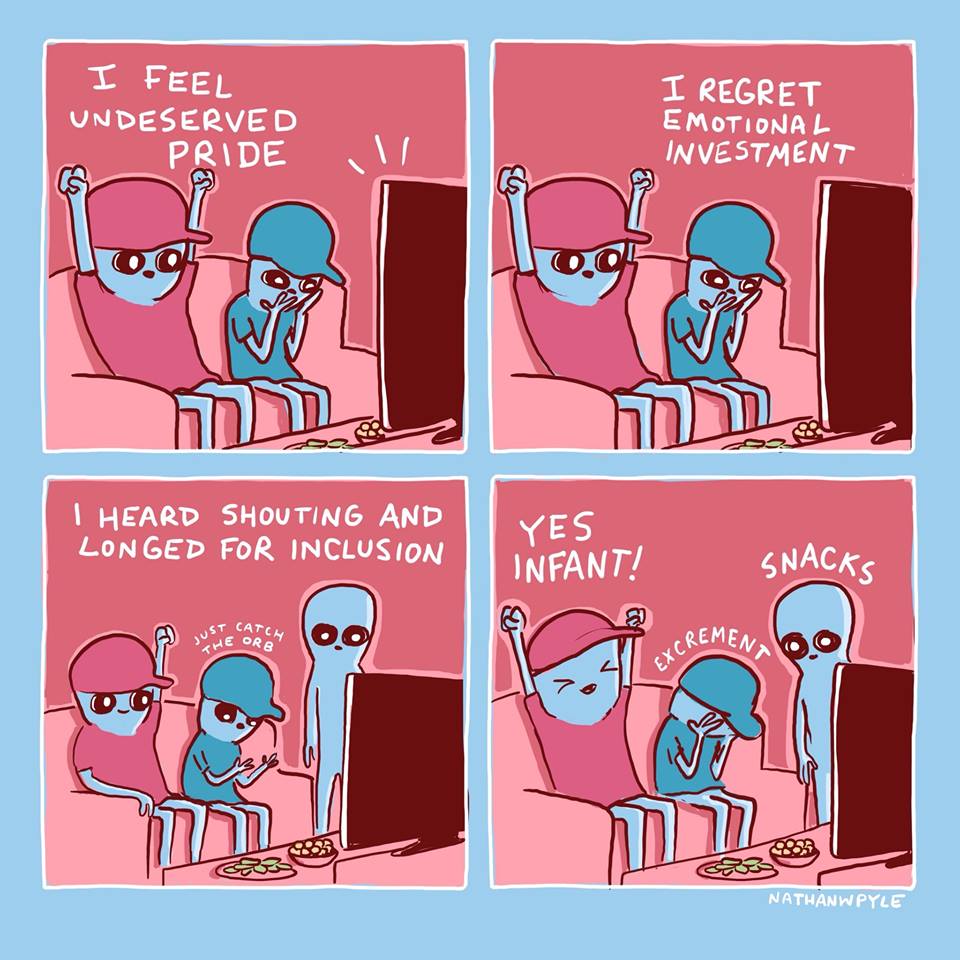 I FEEL
UNDESERVED
PRIDE
I REGRET
EMOTIONAL
INVESTMENT
I HEARD SHOUTING AND
LONGED FOR INCLUSION
JUST CATCH
THE ORB
YES
INFANT!
SNACKS
EXCREMENT
NATHANWPYLE